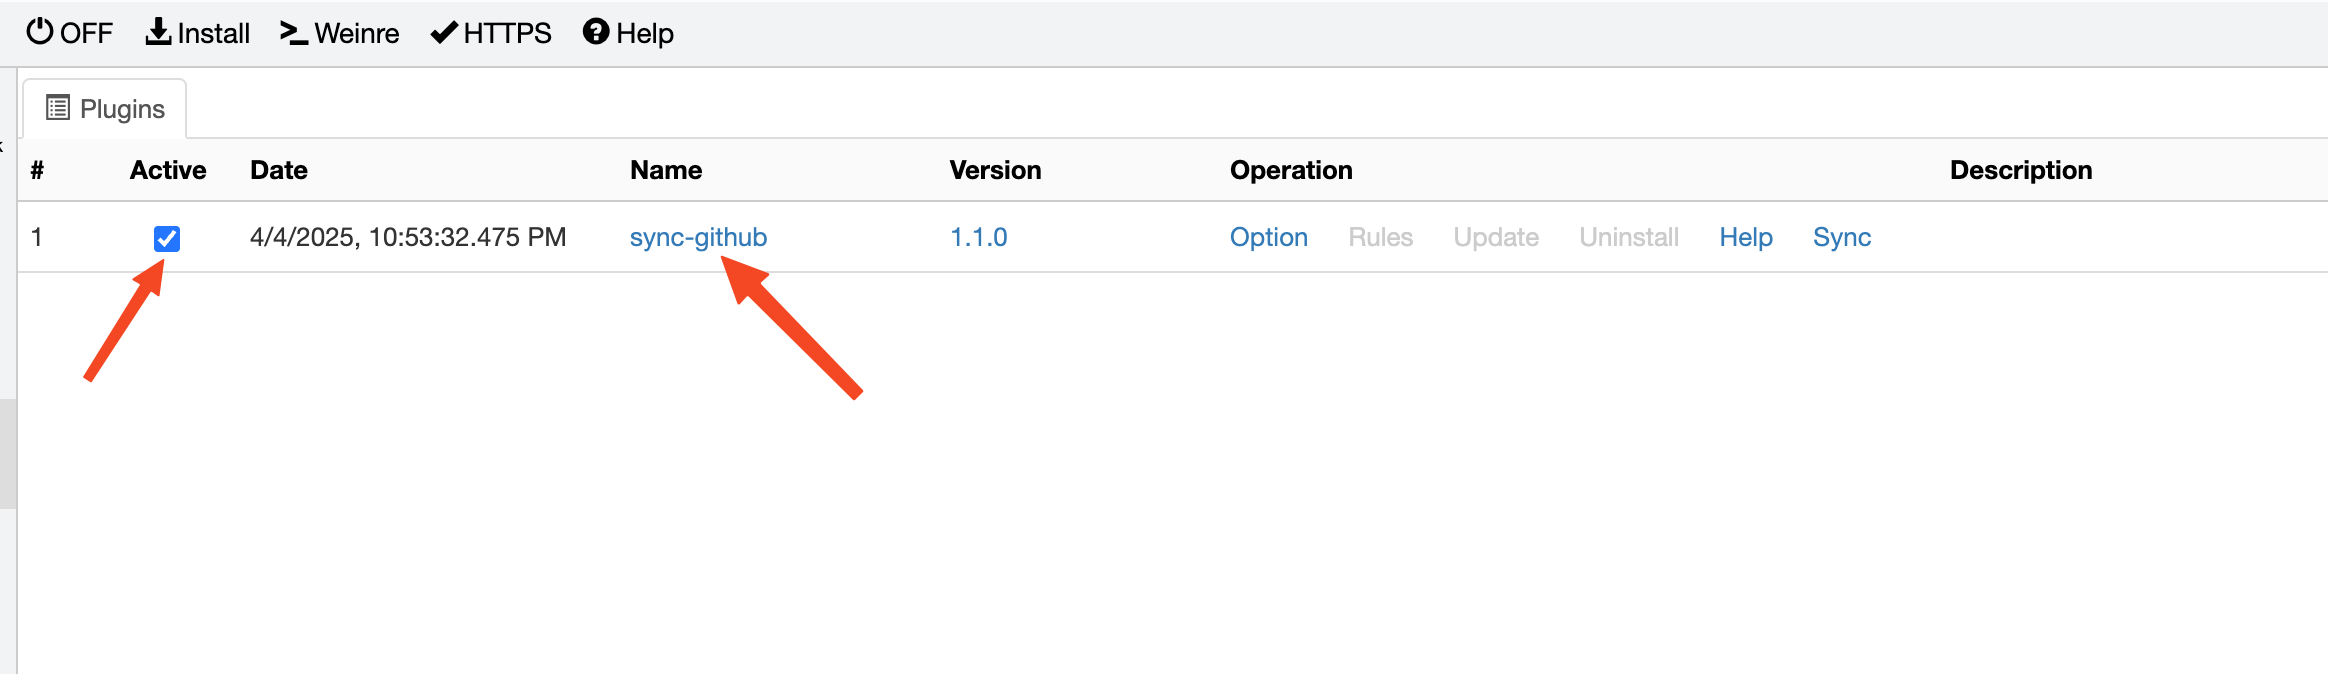 OFF Install Weinre HTTPS Help
Plugins
# Active Date Name Version Operation Description
1 4/4/2025, 10:53:32.475 PM sync-github 1.1.0 Option Rules Update Uninstall Help Sync